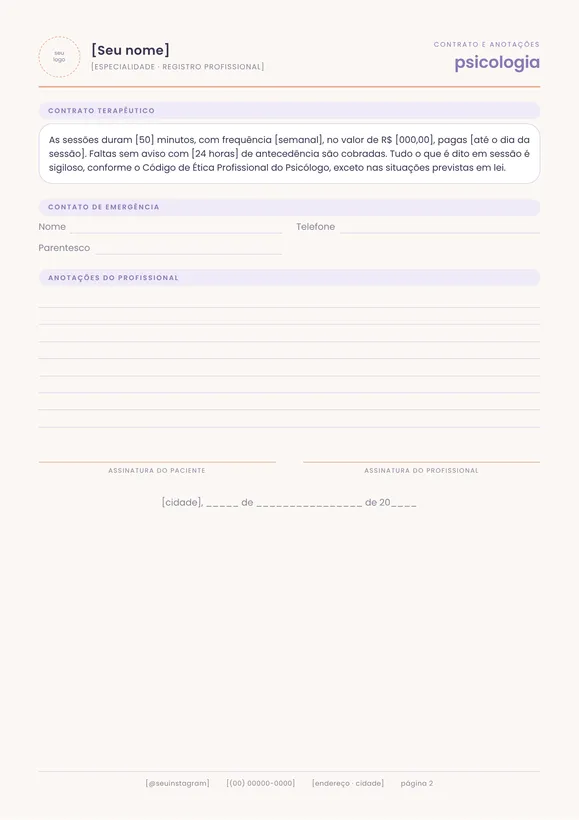 seu
logo
[Seu nome]
[ESPECIALIDADE · REGISTRO PROFISSIONAL]
CONTRATO E ANOTAÇÕES
psicologia
CONTRATO TERAPÊUTICO
As sessões duram [50] minutos, com frequência [semanal], no valor de R$ [000,00], pagas [até o dia da
sessão]. Faltas sem aviso com [24 horas] de antecedência são cobradas. Tudo o que é dito em sessão é
sigiloso, conforme o Código de Ética Profissional do Psicólogo, exceto nas situações previstas em lei.
CONTATO DE EMERGÊNCIA
Nome
Telefone
Parentesco
ANOTAÇÕES DO PROFISSIONAL
ASSINATURA DO PACIENTE
ASSINATURA DO PROFISSIONAL
[cidade], _____ de ________________ de 20____
[@seuinstagram] [(00) 00000-0000] [endereço · cidade] página 2